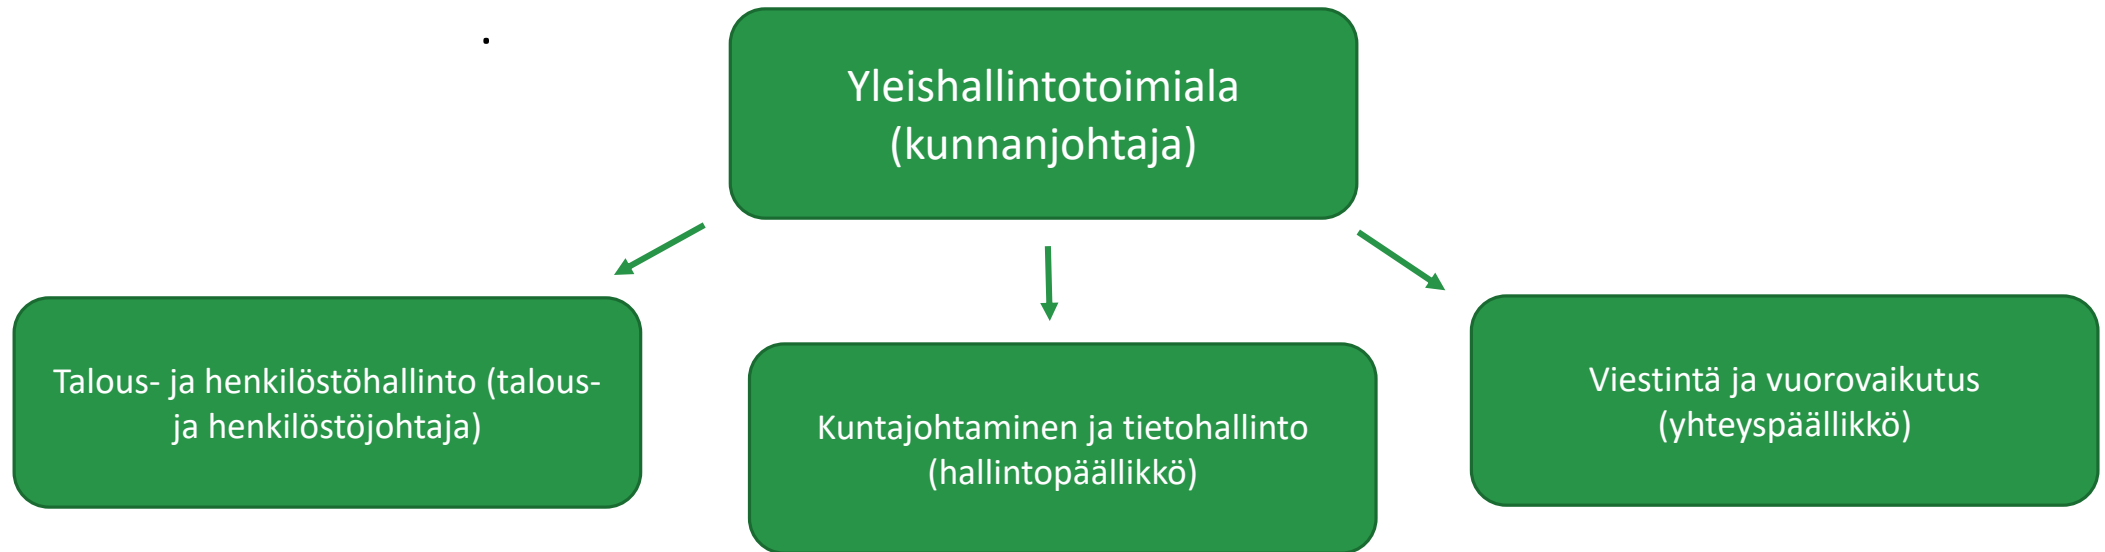 .
Yleishallintotoimiala
(kunnanjohtaja)
Talous- ja henkilöstöhallinto (talous-
ja henkilöstöjohtaja)
Kuntajohtaminen ja tietohallinto
(hallintopäällikkö)
Viestintä ja vuorovaikutus
(yhteyspäällikkö)